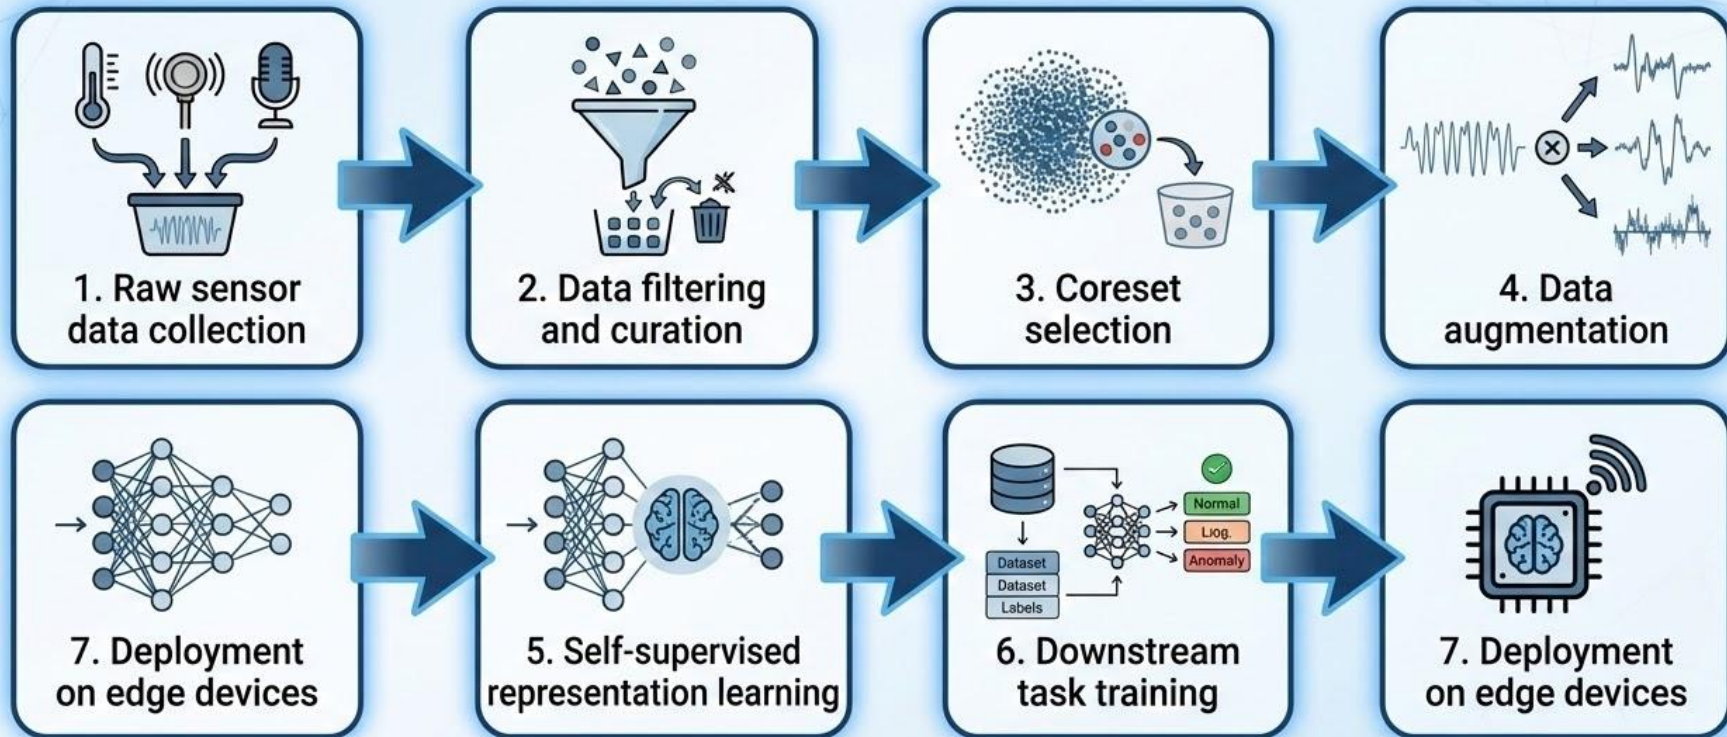 1. Raw sensor
data collection
2. Data filtering
and curation
3. Coreset
selection
4. Data
augmentation
7. Deployment
on edge devices
5. Self-supervised
representation learning
Dataset
Dataset
Labels
Normal
Liog.
Anomaly
6. Downstream
task training
7. Deployment
on edge devices